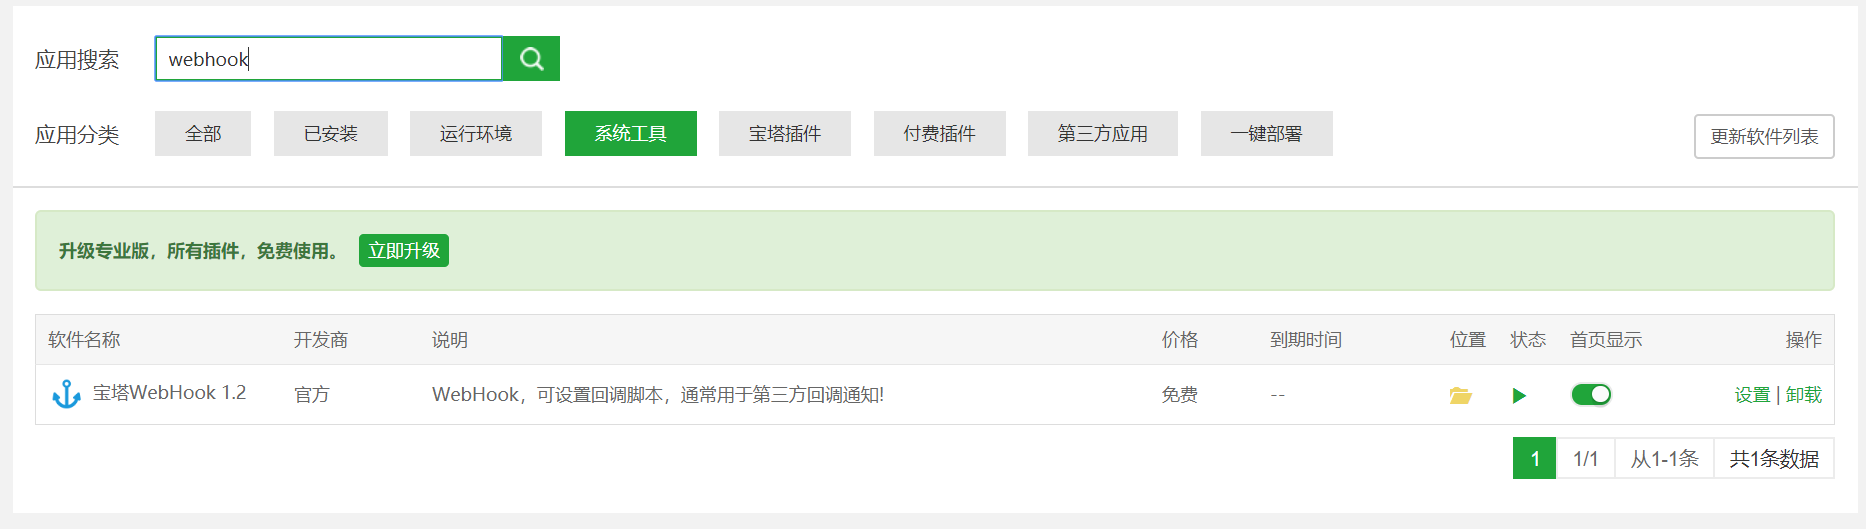 应用搜索 webhook
应用分类 全部 已安装 运行环境 系统工具 宝塔插件 付费插件 第三方应用 一键部署 更新软件列表
升级专业版，所有插件，免费使用。 立即升级
软件名称 开发商 说明 价格 到期时间 位置 状态 首页显示 操作
宝塔WebHook 1.2 官方 WebHook，可设置回调脚本，通常用于第三方回调通知! 免费 -- 设置 | 卸载
1 1/1 从1-1条 共1条数据